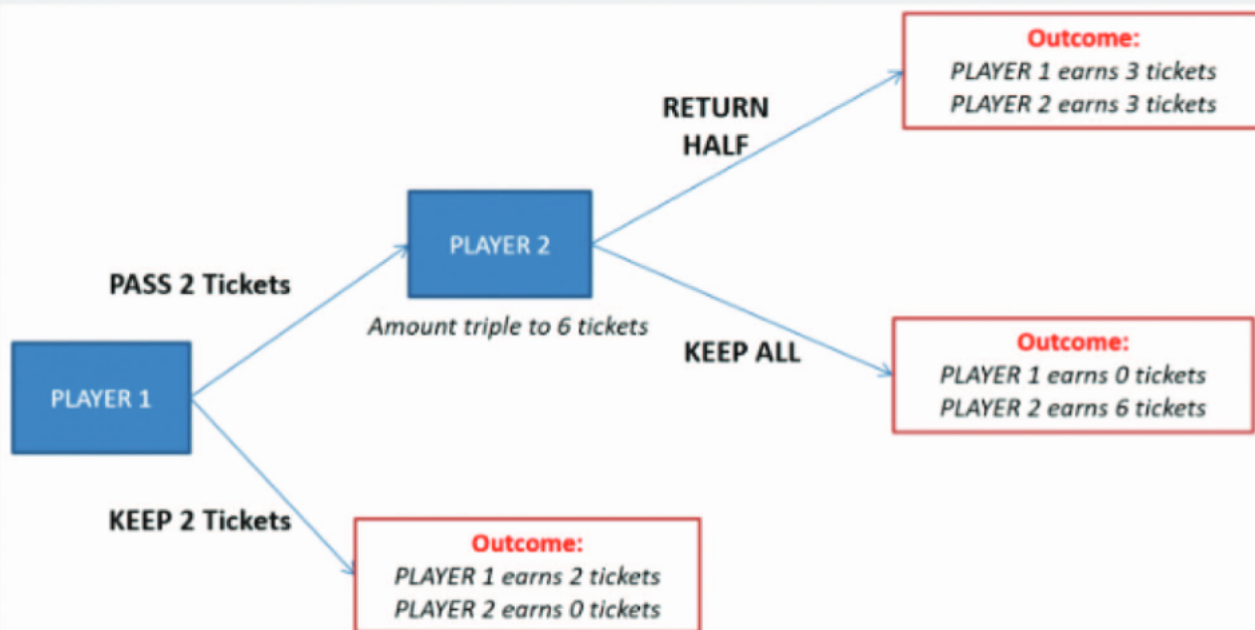 Outcome:
PLAYER 1 earns 3 tickets
PLAYER 2 earns 3 tickets
RETURN
HALF
PLAYER 2
PASS 2 Tickets
Amount triple to 6 tickets
KEEP ALL
Outcome:
PLAYER 1 earns 0 tickets
PLAYER 2 earns 6 tickets
PLAYER 1
KEEP 2 Tickets
Outcome:
PLAYER 1 earns 2 tickets
PLAYER 2 earns 0 tickets